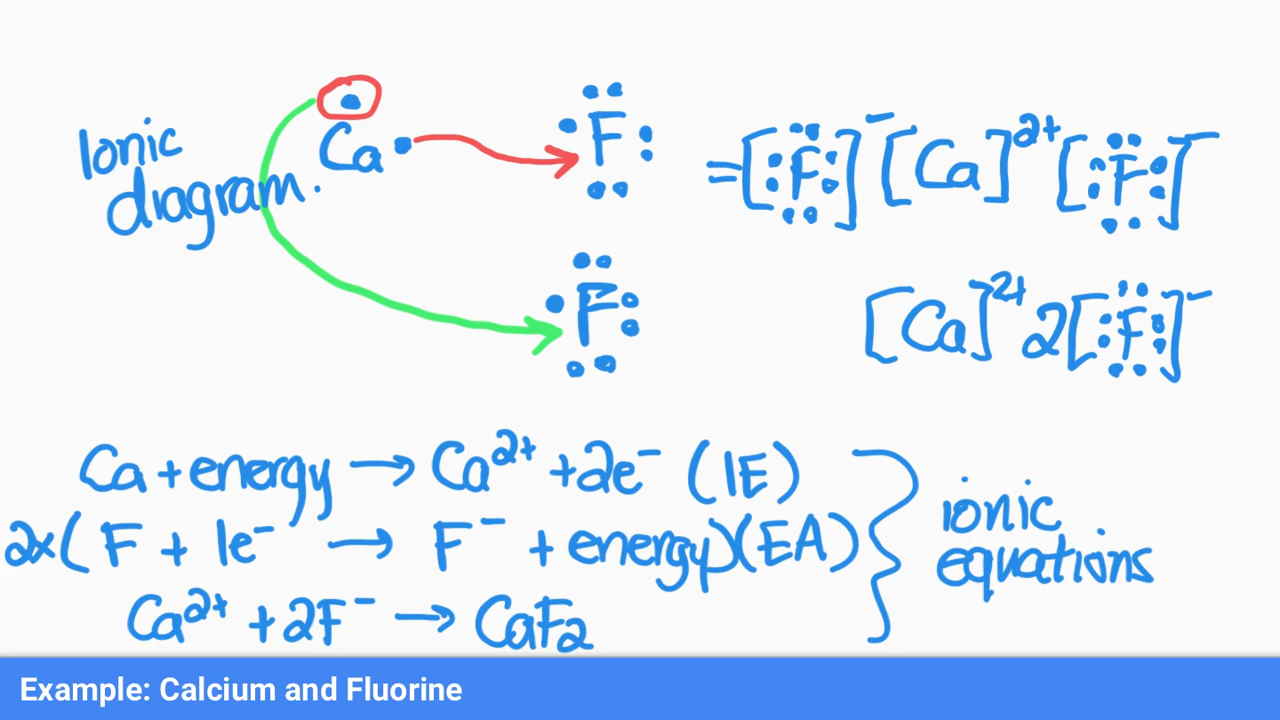 Ionic
diagram.
Ca F
F
= [F]⁻ [Ca]²⁺ [F]⁻
[Ca]²⁺ 2[F]⁻
Ca + energy → Ca²⁺ + 2e⁻ (IE)
2x( F + 1e⁻ → F⁻ + energy)(EA)
Ca²⁺ + 2F⁻ → CaF₂
ionic
equations
Example: Calcium and Fluorine